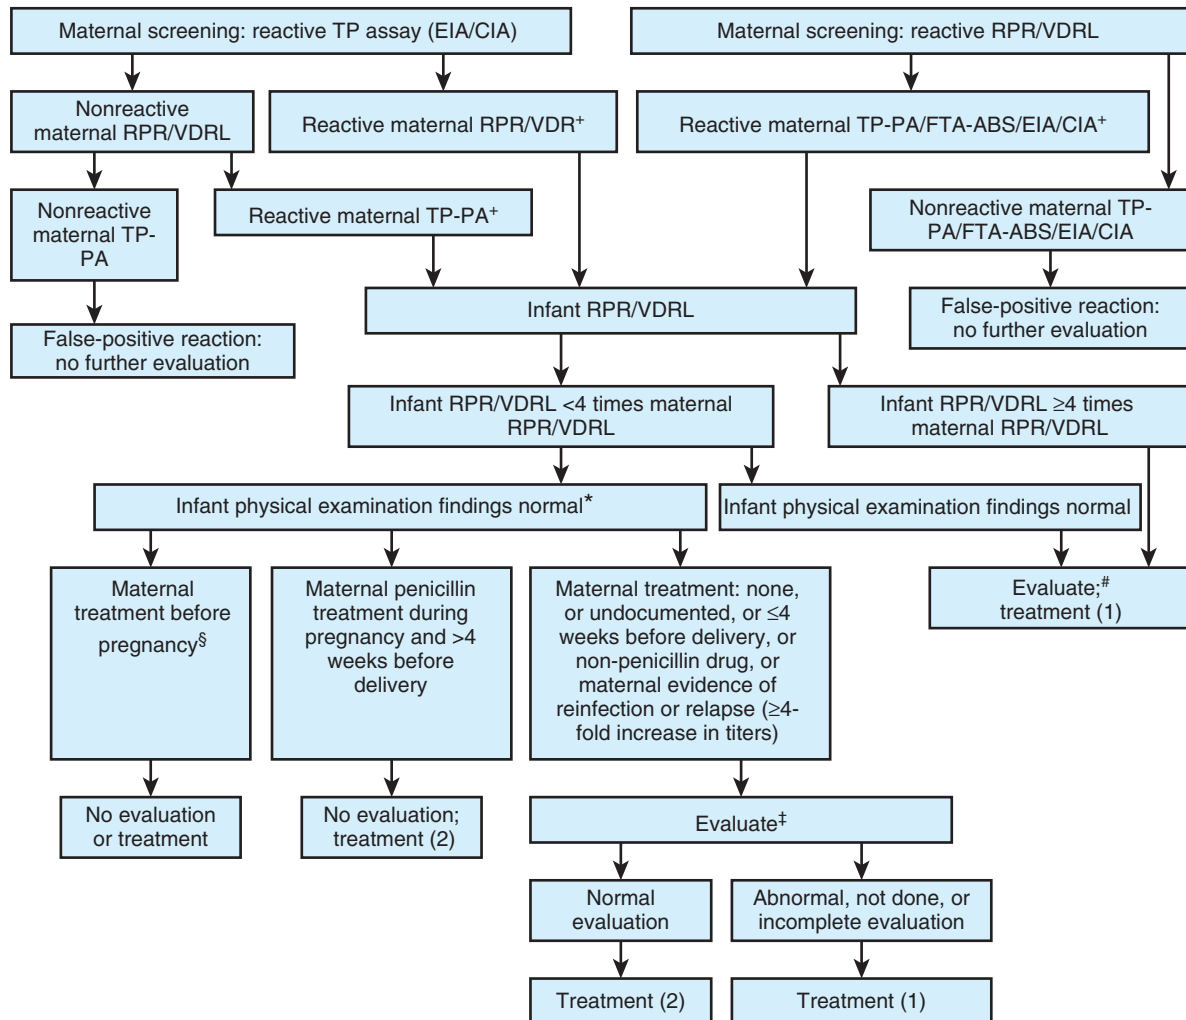 Maternal screening: reactive TP assay (EIA/CIA)
Maternal screening: reactive RPR/VDRL
Nonreactive
maternal RPR/VDRL
Reactive maternal RPR/VDR⁺
Reactive maternal TP-PA/FTA-ABS/EIA/CIA⁺
Nonreactive
maternal TP-
PA
Reactive maternal TP-PA⁺
Nonreactive maternal TP-
PA/FTA-ABS/EIA/CIA
Infant RPR/VDRL
False-positive reaction:
no further evaluation
False-positive reaction:
no further evaluation
Infant RPR/VDRL <4 times maternal
RPR/VDRL
Infant RPR/VDRL ≥4 times
maternal RPR/VDRL
Infant physical examination findings normal*
Infant physical examination findings normal
Maternal
treatment before
pregnancy§
Maternal penicillin
treatment during
pregnancy and >4
weeks before
delivery
Maternal treatment: none,
or undocumented, or ≤4
weeks before delivery, or
non-penicillin drug, or
maternal evidence of
reinfection or relapse (≥4-
fold increase in titers)
Evaluate;#
treatment (1)
No evaluation
or treatment
No evaluation;
treatment (2)
Evaluate‡
Normal
evaluation
Abnormal, not done, or
incomplete evaluation
Treatment (2)
Treatment (1)